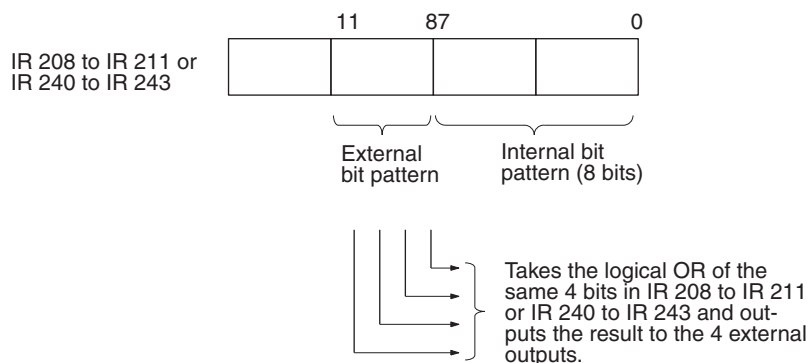 11 87 0
IR 208 to IR 211 or
IR 240 to IR 243
External
bit pattern
Internal bit
pattern (8 bits)
Takes the logical OR of the
same 4 bits in IR 208 to IR 211
or IR 240 to IR 243 and out-
puts the result to the 4 external
outputs.